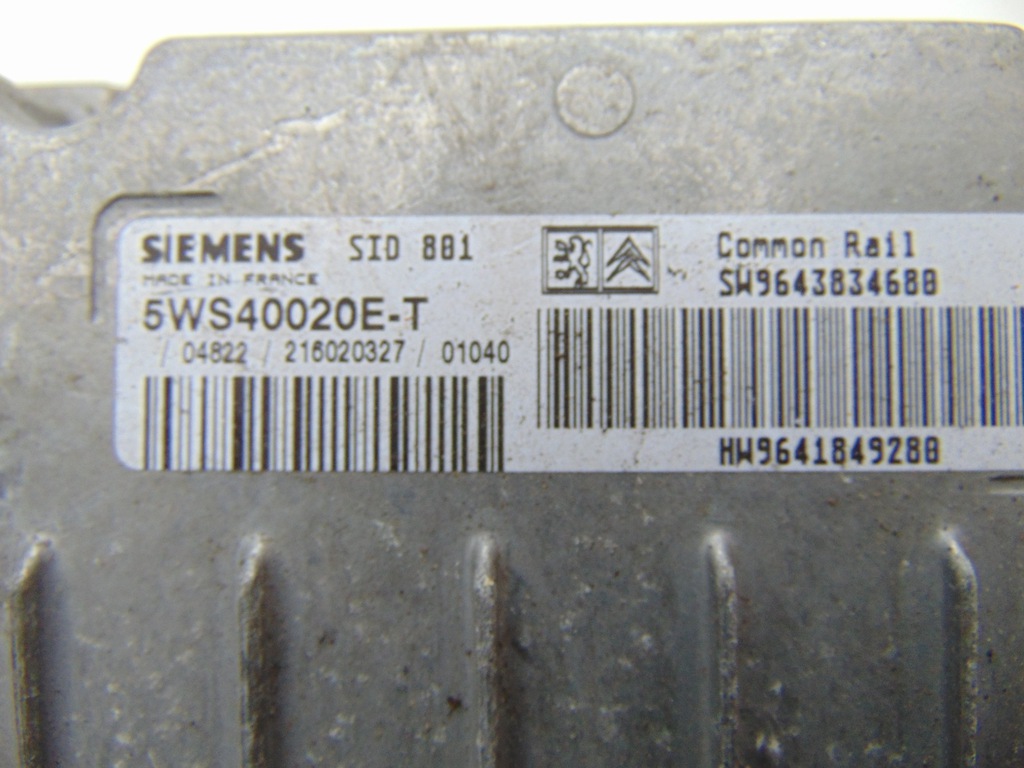 SIEMENS SID 801
MADE IN FRANCE
5WS40020E-T
/ 04822 / 216020327 / 01040
Common Rail
SW9643834680
HW9641849280